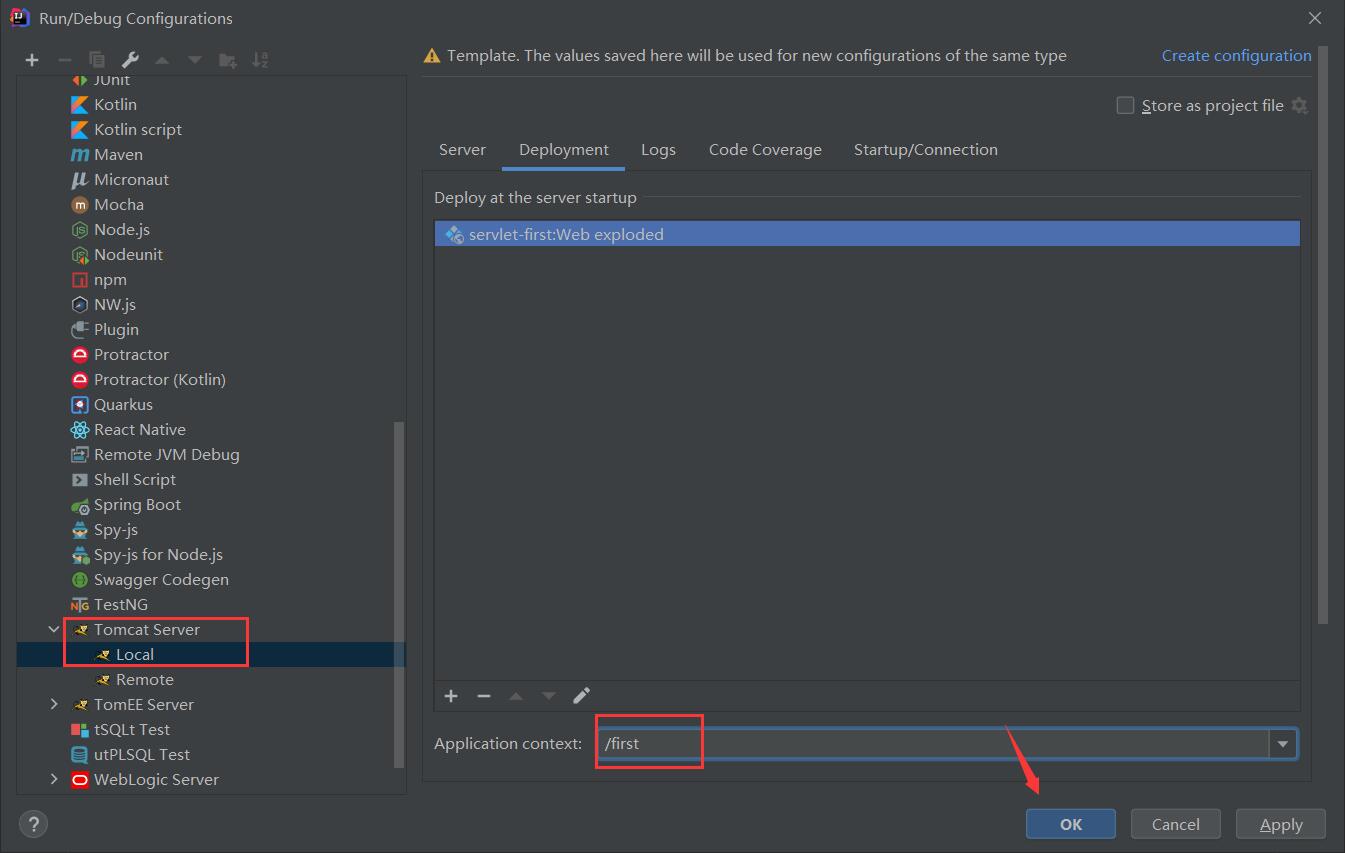 Run/Debug Configurations
Template. The values saved here will be used for new configurations of the same type
Create configuration
Store as project file
JUnit
Kotlin
Kotlin script
Maven
Micronaut
Mocha
Node.js
Nodeunit
npm
NW.js
Plugin
Protractor
Protractor (Kotlin)
Quarkus
React Native
Remote JVM Debug
Shell Script
Spring Boot
Spy-js
Spy-js for Node.js
Swagger Codegen
TestNG
Tomcat Server
Local
Remote
TomEE Server
tSQLt Test
utPLSQL Test
WebLogic Server
Server Deployment Logs Code Coverage Startup/Connection
Deploy at the server startup
servlet-first:Web exploded
Application context: /first
? OK Cancel Apply